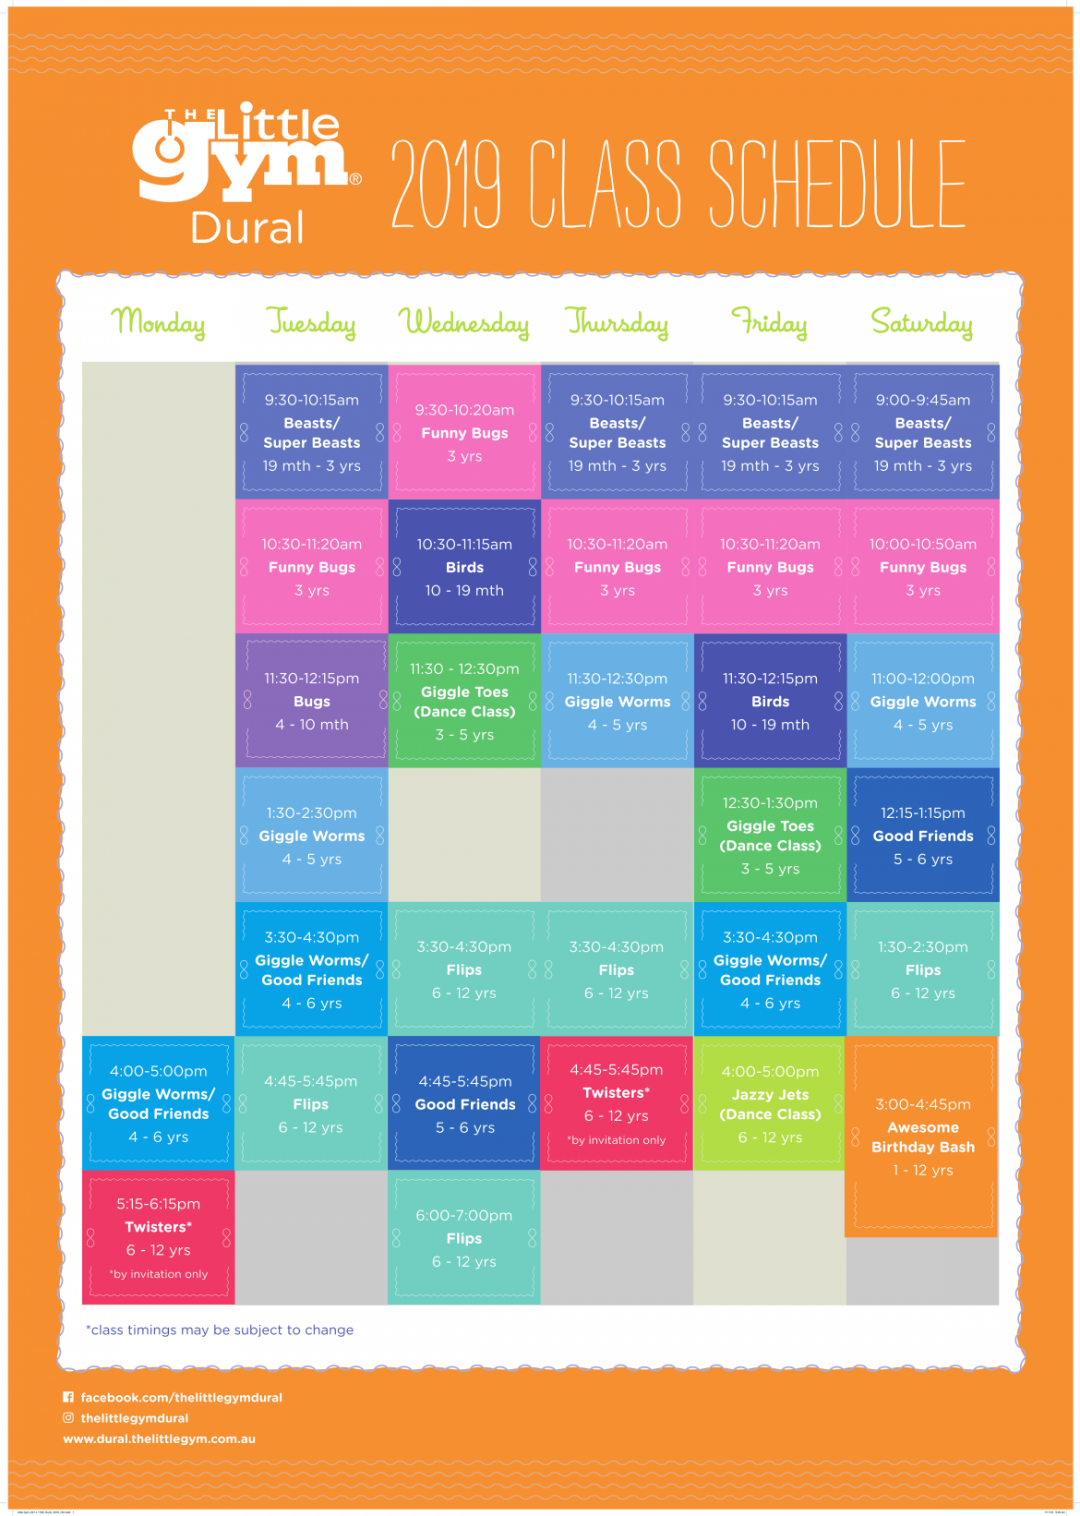 THE Little
gym®
Dural
2019 CLASS SCHEDULE
Monday Tuesday Wednesday Thursday Friday Saturday
9:30-10:15am
Beasts/
Super Beasts
19 mth - 3 yrs
9:30-10:20am
Funny Bugs
3 yrs
9:30-10:15am
Beasts/
Super Beasts
19 mth - 3 yrs
9:30-10:15am
Beasts/
Super Beasts
19 mth - 3 yrs
9:00-9:45am
Beasts/
Super Beasts
19 mth - 3 yrs
10:30-11:20am
Funny Bugs
3 yrs
10:30-11:15am
Birds
10 - 19 mth
10:30-11:20am
Funny Bugs
3 yrs
10:30-11:20am
Funny Bugs
3 yrs
10:00-10:50am
Funny Bugs
3 yrs
11:30-12:15pm
Bugs
4 - 10 mth
11:30 - 12:30pm
Giggle Toes
(Dance Class)
3 - 5 yrs
11:30-12:30pm
Giggle Worms
4 - 5 yrs
11:30-12:15pm
Birds
10 - 19 mth
11:00-12:00pm
Giggle Worms
4 - 5 yrs
1:30-2:30pm
Giggle Worms
4 - 5 yrs
12:30-1:30pm
Giggle Toes
(Dance Class)
3 - 5 yrs
12:15-1:15pm
Good Friends
5 - 6 yrs
3:30-4:30pm
Giggle Worms/
Good Friends
4 - 6 yrs
3:30-4:30pm
Flips
6 - 12 yrs
3:30-4:30pm
Flips
6 - 12 yrs
3:30-4:30pm
Giggle Worms/
Good Friends
4 - 6 yrs
1:30-2:30pm
Flips
6 - 12 yrs
4:00-5:00pm
Giggle Worms/
Good Friends
4 - 6 yrs
4:45-5:45pm
Flips
6 - 12 yrs
4:45-5:45pm
Good Friends
5 - 6 yrs
4:45-5:45pm
Twisters*
6 - 12 yrs
*by invitation only
4:00-5:00pm
Jazzy Jets
(Dance Class)
6 - 12 yrs
3:00-4:45pm
Awesome
Birthday Bash
1 - 12 yrs
5:15-6:15pm
Twisters*
6 - 12 yrs
*by invitation only
6:00-7:00pm
Flips
6 - 12 yrs
*class timings may be subject to change
facebook.com/thelittlegymdural
thelittlegymdural
www.dural.thelittlegym.com.au